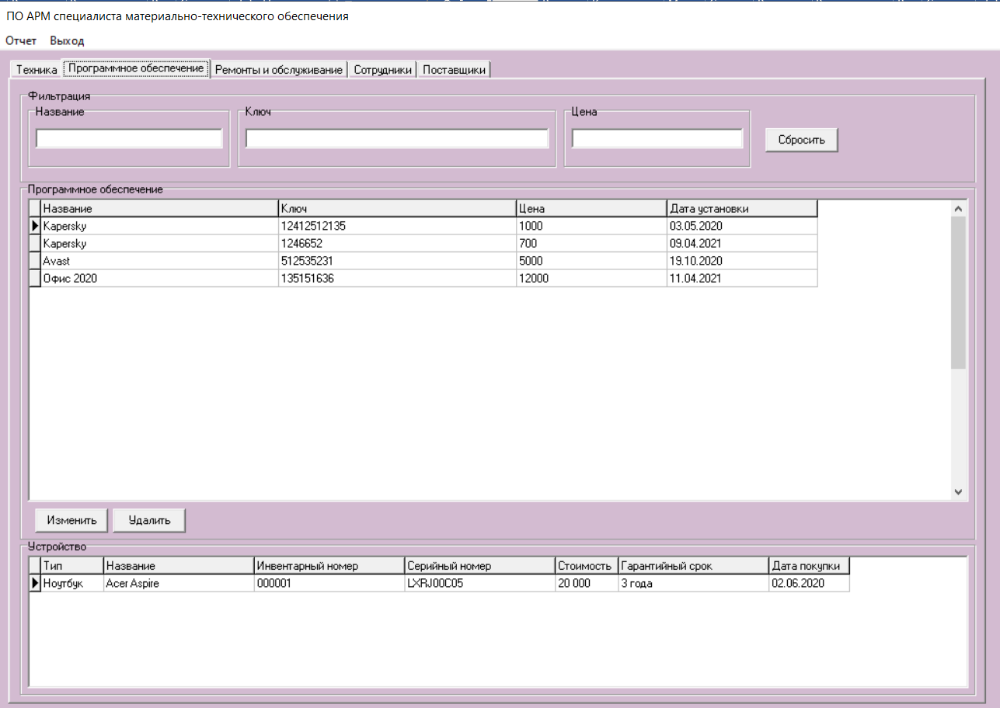 ПО АРМ специалиста материально-технического обеспечения
Отчет Выход
Техника Программное обеспечение Ремонты и обслуживание Сотрудники Поставщики
Фильтрация
Название Ключ Цена
Сбросить
Программное обеспечение
Название Ключ Цена Дата установки
Kapersky 12412512135 1000 03.05.2020
Kapersky 1246652 700 09.04.2021
Avast 512535231 5000 19.10.2020
Офис 2020 135151636 12000 11.04.2021
Изменить Удалить
Устройство
Тип Название Инвентарный номер Серийный номер Стоимость Гарантийный срок Дата покупки
Ноутбук Acer Aspire 000001 LXRJ00C05 20 000 3 года 02.06.2020